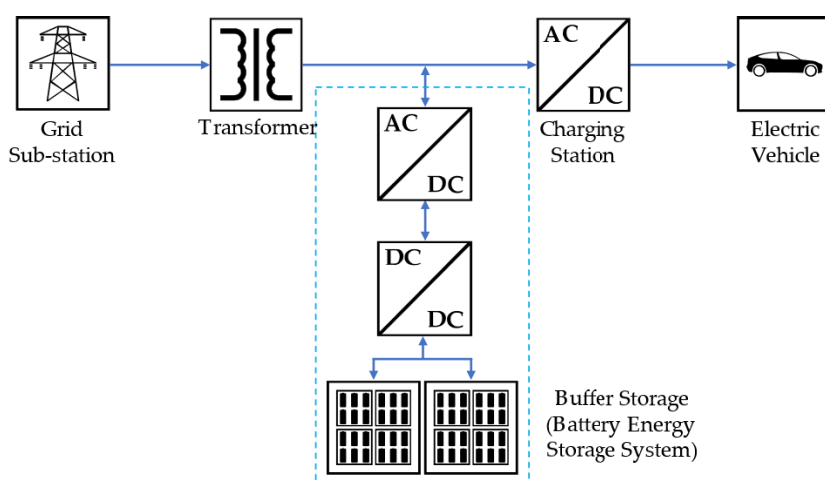 AC
DC
Grid
Sub-station
Transformer
Charging
Station
Electric
Vehicle
AC
DC
DC
DC
Buffer Storage
(Battery Energy
Storage System)